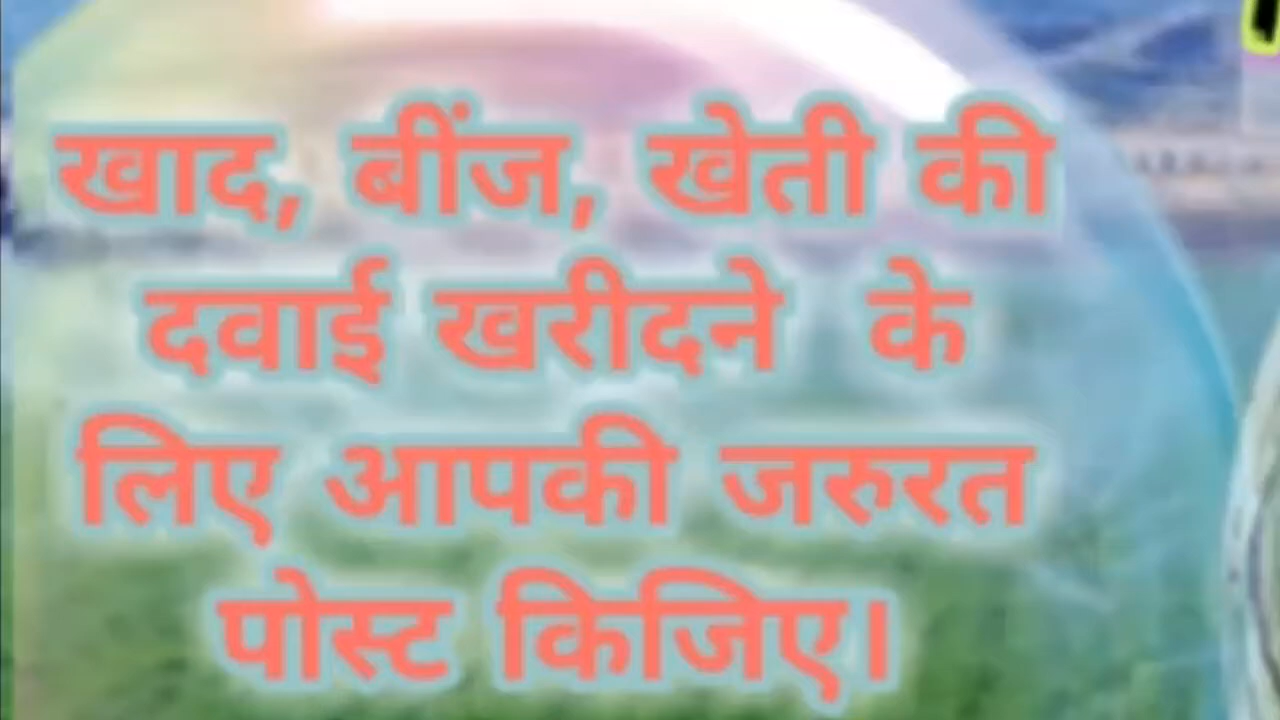 खाद, बींज, खेती की
दवाई खरीदने के
लिए आपकी जरुरत
पोस्ट किजिए।